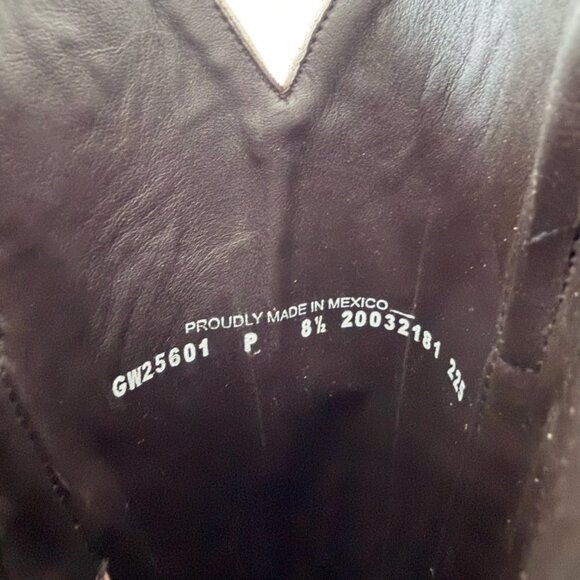 PROUDLY MADE IN MEXICO
GW25601 P 8½ 20032181 225